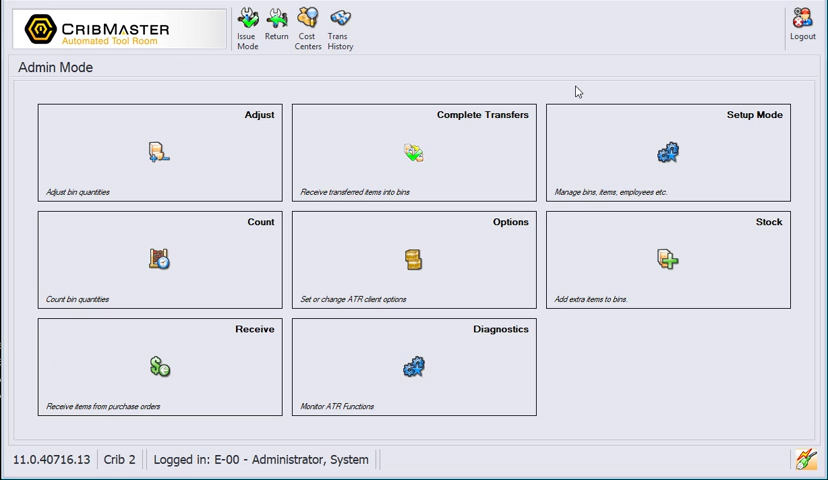 CRIBMASTER
Automated Tool Room
Issue
Mode
Return
Cost
Centers
Trans
History
Logout
Admin Mode
Adjust
Adjust bin quantities
Complete Transfers
Receive transferred items into bins
Setup Mode
Manage bins, items, employees etc.
Count
Count bin quantities
Options
Set or change ATR client options
Stock
Add extra items to bins.
Receive
Receive items from purchase orders
Diagnostics
Monitor ATR Functions
11.0.40716.13 Crib 2 Logged in: E-00 - Administrator, System